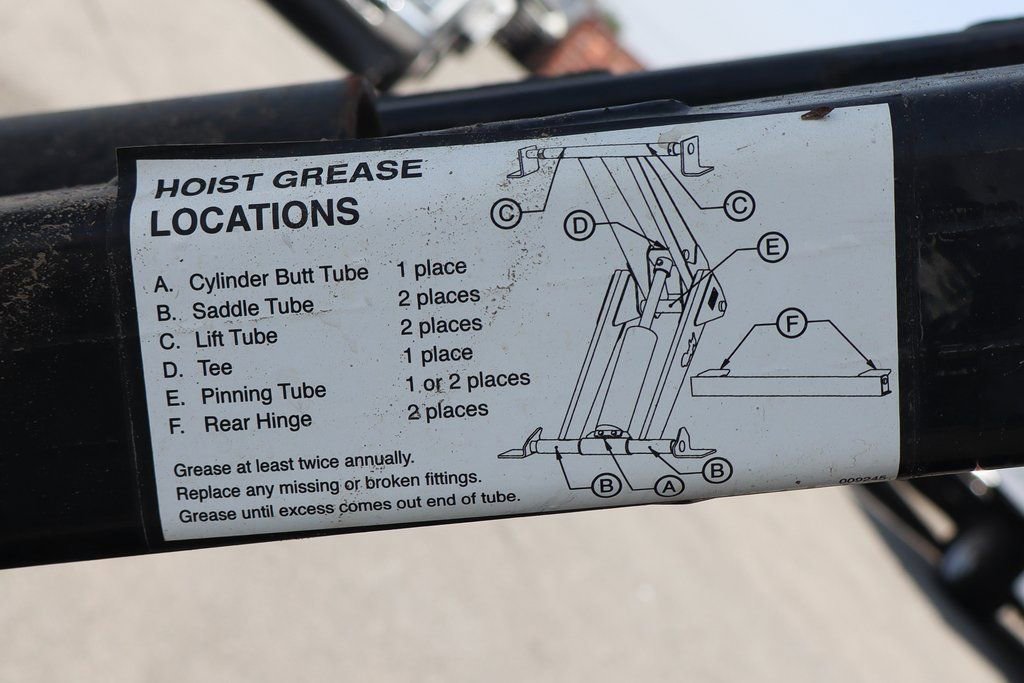 HOIST GREASE
LOCATIONS
A. Cylinder Butt Tube 1 place
B. Saddle Tube 2 places
C. Lift Tube 2 places
D. Tee 1 place
E. Pinning Tube 1 or 2 places
F. Rear Hinge 2 places
Grease at least twice annually.
Replace any missing or broken fittings.
Grease until excess comes out end of tube.
C
C
D
E
F
B
A
B
009245